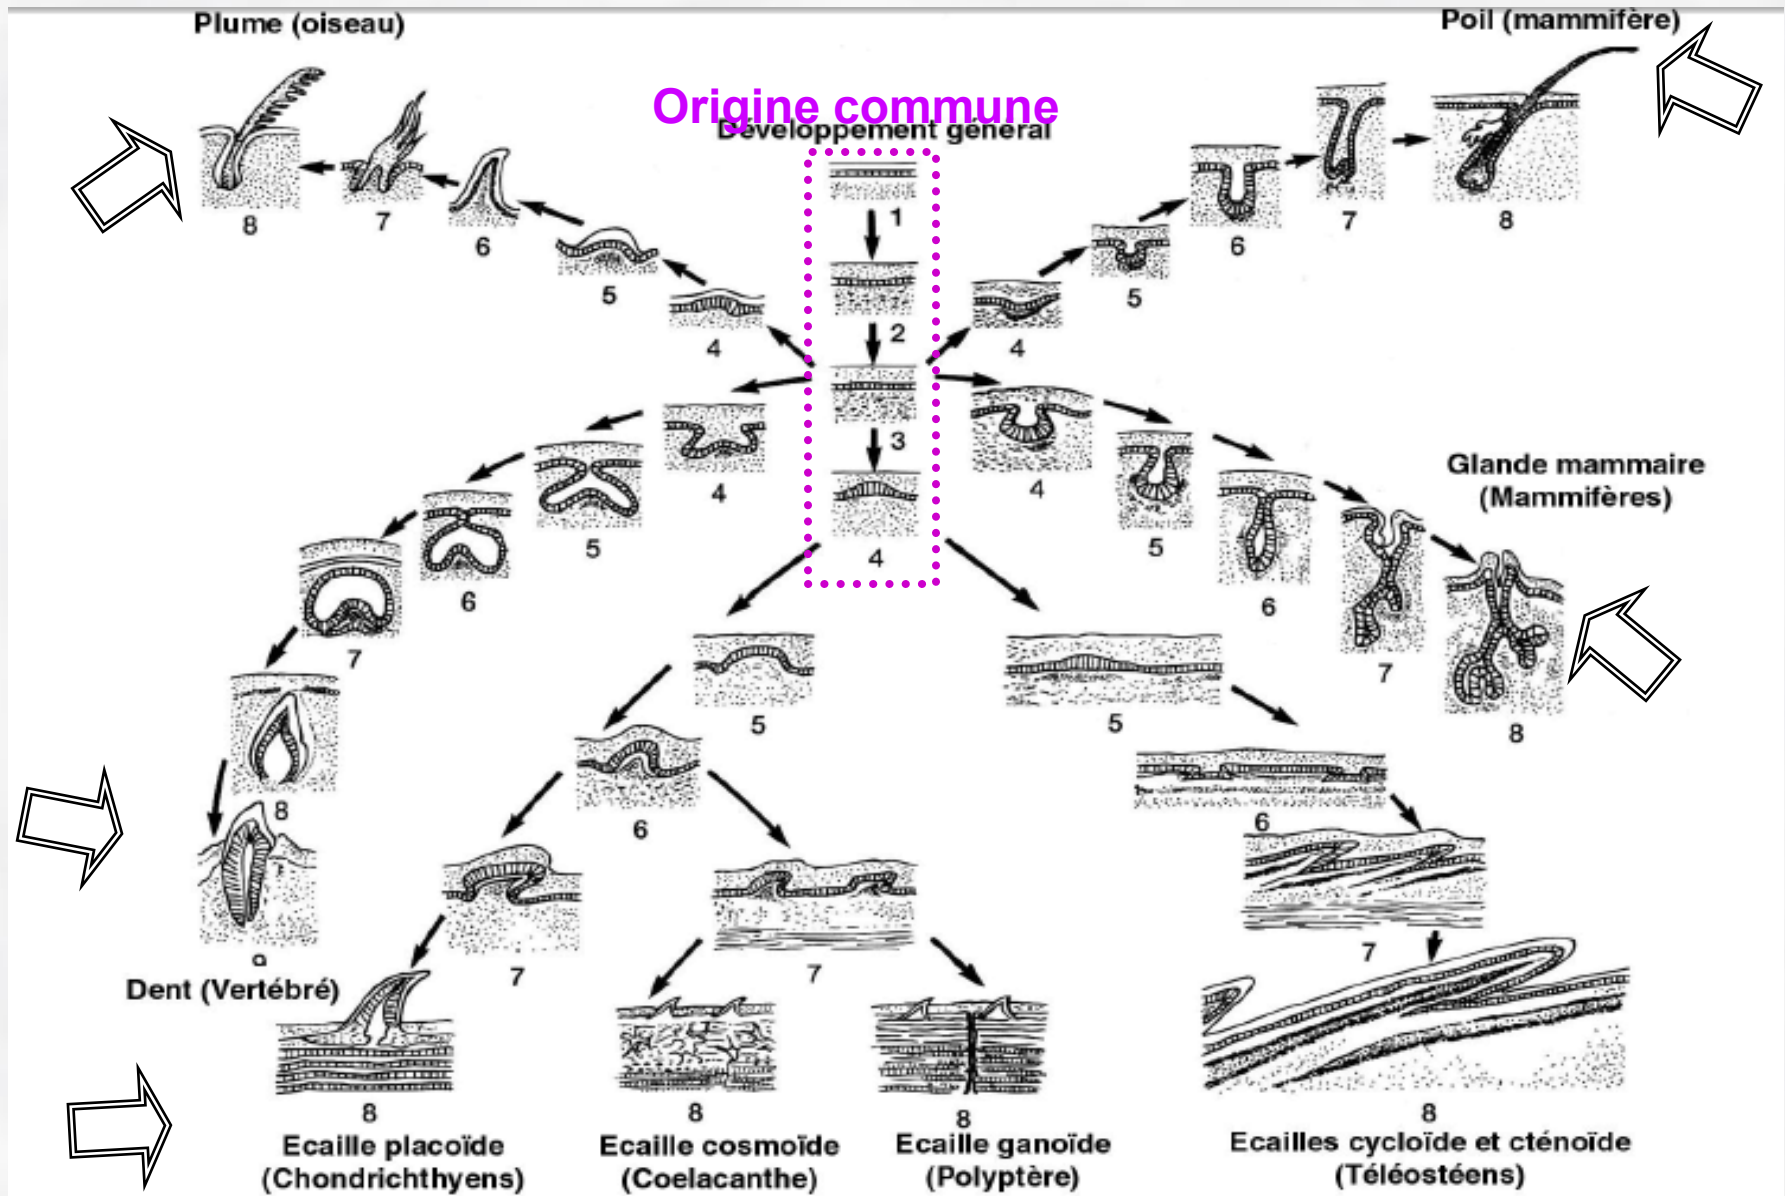 Plume (oiseau)
Poil (mammifère)
Origine commune
Développement général
1
2
3
4
4
5
6
7
8
4
5
6
7
8
4
5
6
7
8
9
Dent (Vertébré)
4
5
6
7
8
Glande mammaire
(Mammifères)
5
6
7
8
Ecaille placoïde
(Chondrichthyens)
7
8
Ecaille cosmoïde
(Coelacanthe)
8
Ecaille ganoïde
(Polyptère)
5
6
7
8
Ecailles cycloïde et cténoïde
(Téléostéens)